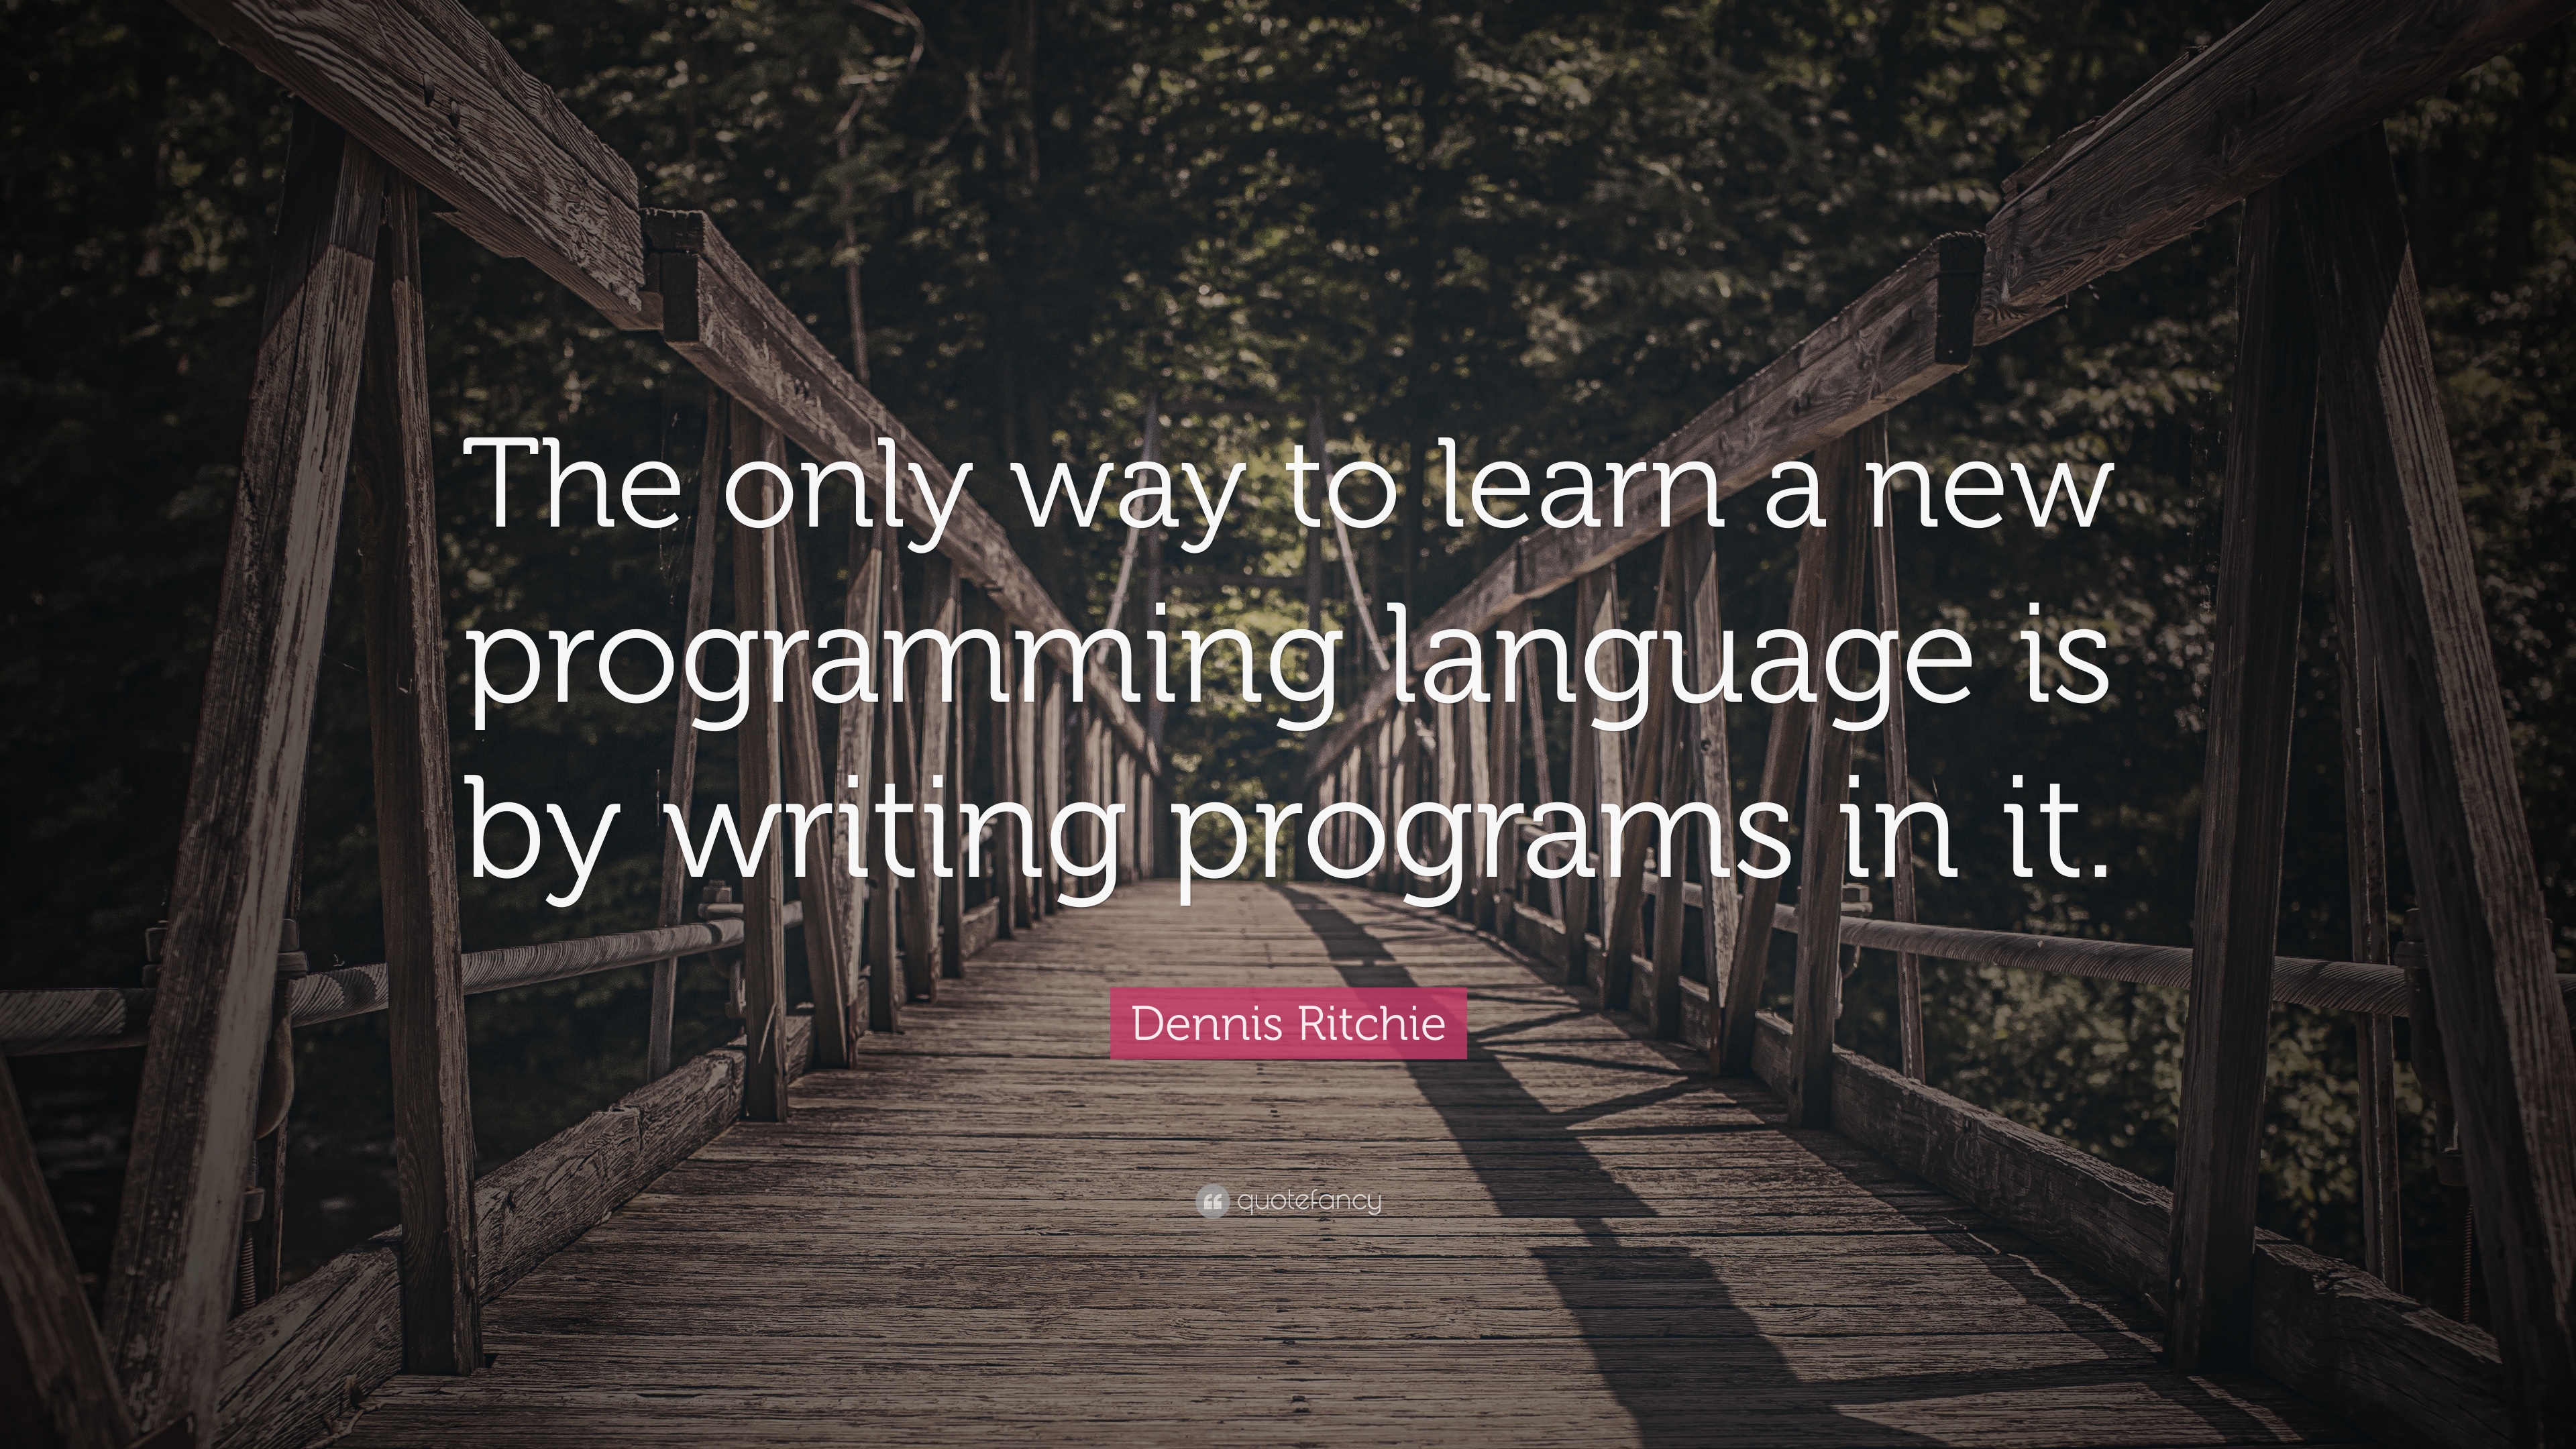 The only way to learn a new
programming language is
by writing programs in it.
Dennis Ritchie
quotefancy